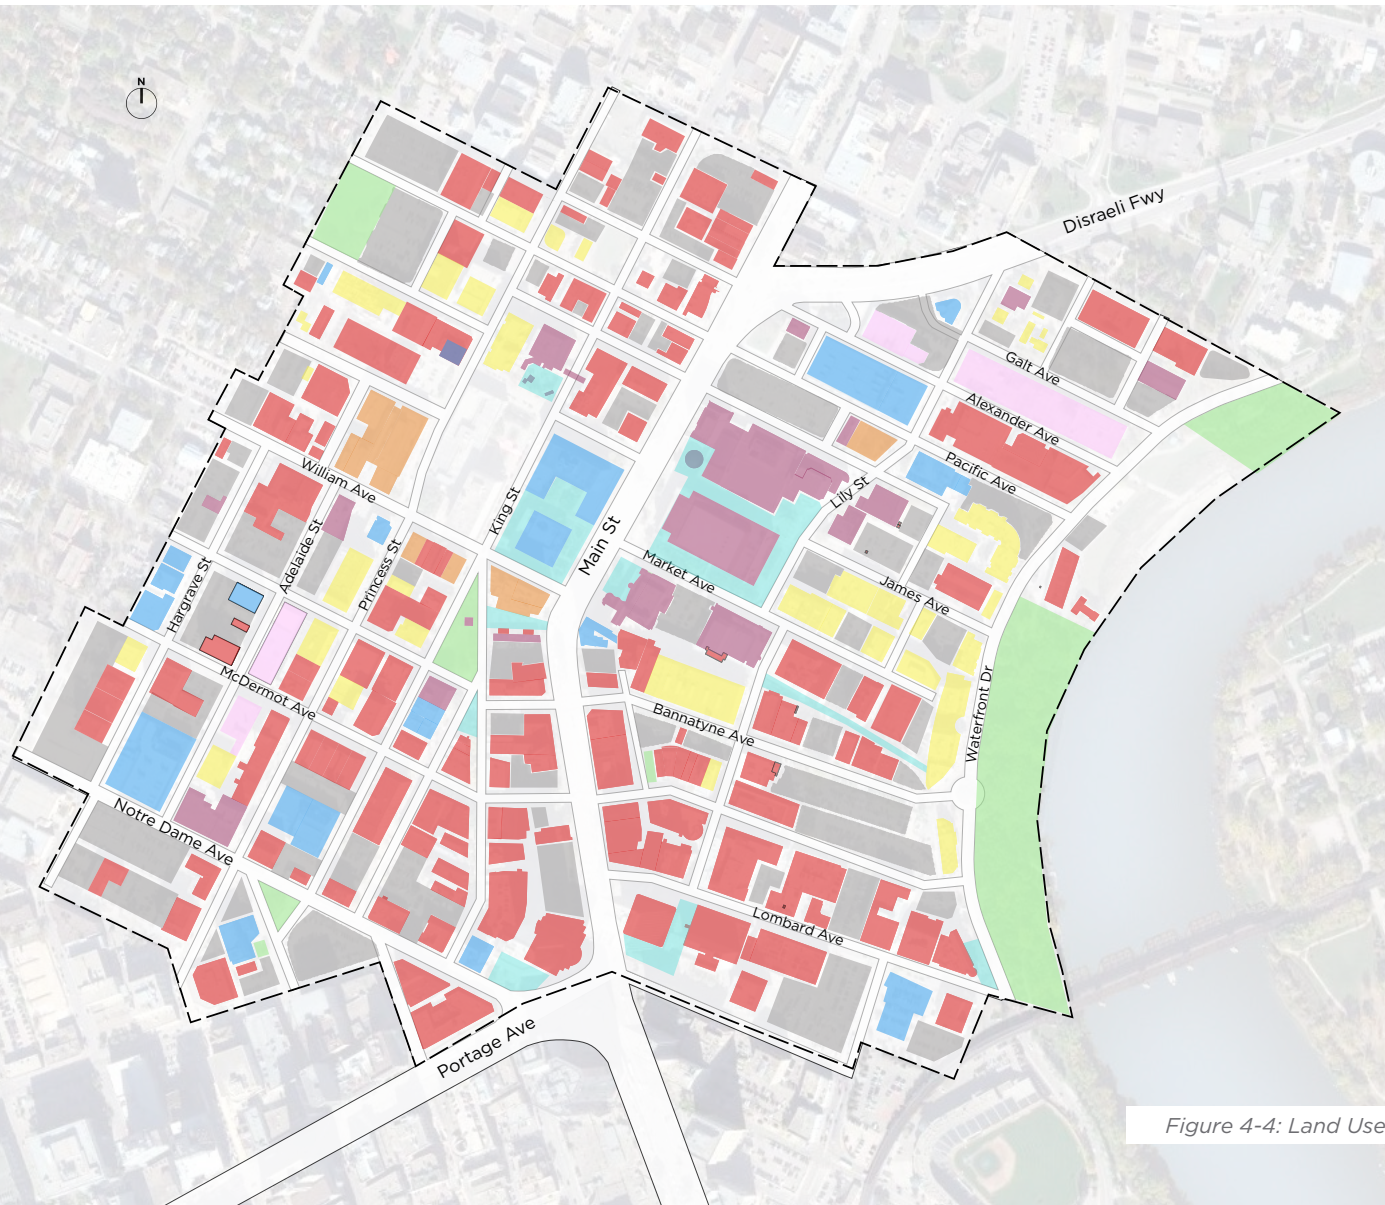 N
Disraeli Fwy
Galt Ave
Alexander Ave
Pacific Ave
William Ave
King St
Lily St
Main St
Market Ave
Adelaide St
Princess St
James Ave
Hargrave St
McDermot Ave
Waterfront Dr
Bannatyne Ave
Notre Dame Ave
Lombard Ave
Portage Ave
Figure 4-4: Land Use